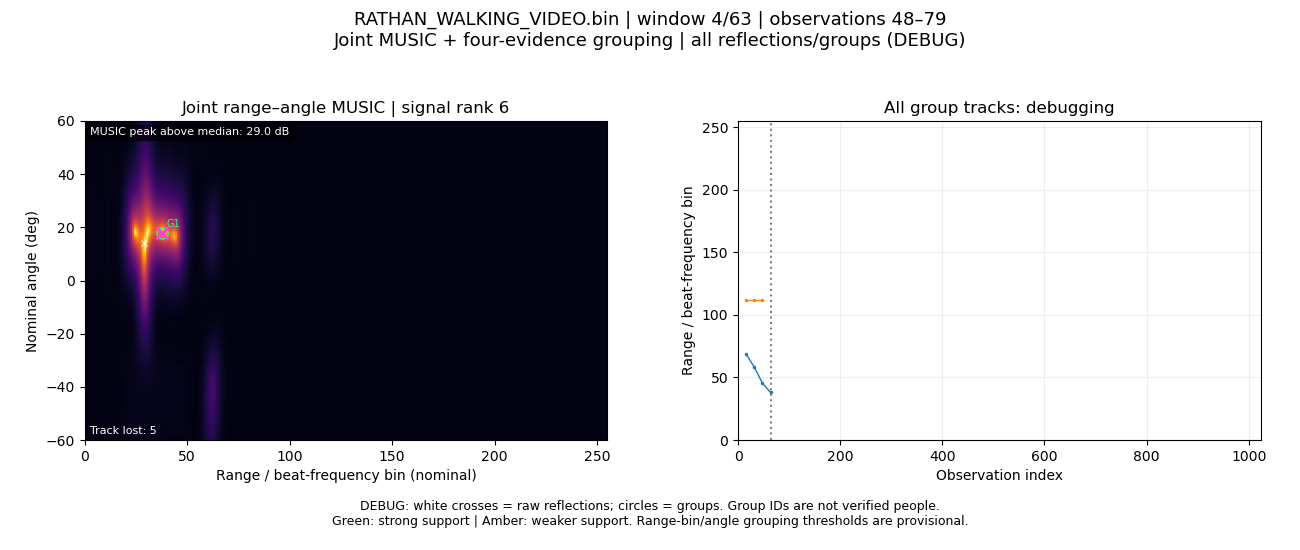 RATHAN_WALKING_VIDEO.bin | window 4/63 | observations 48–79
Joint MUSIC + four-evidence grouping | all reflections/groups (DEBUG)
Joint range–angle MUSIC | signal rank 6
MUSIC peak above median: 29.0 dB
G1
Track lost: 5
60
40
20
0
−20
−40
−60
Nominal angle (deg)
0
50
100
150
200
250
Range / beat-frequency bin (nominal)
All group tracks: debugging
250
200
150
100
50
0
Range / beat-frequency bin
0
200
400
600
800
1000
Observation index
DEBUG: white crosses = raw reflections; circles = groups. Group IDs are not verified people.
Green: strong support | Amber: weaker support. Range-bin/angle grouping thresholds are provisional.